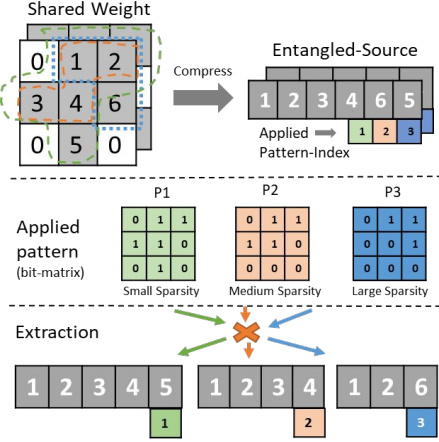 Shared Weight
0 1 2
3 4 6
0 5 0
Compress
Entangled-Source
1 2 3 4 6 5
Applied
Pattern-Index
1 2 3
Applied
pattern
(bit-matrix)
P1
0 1 1
1 1 0
0 1 0
Small Sparsity
P2
0 1 1
1 1 0
0 0 0
Medium Sparsity
P3
0 1 1
0 0 1
0 0 0
Large Sparsity
Extraction
1 2 3 4 5
1
1 2 3 4
2
1 2 6
3